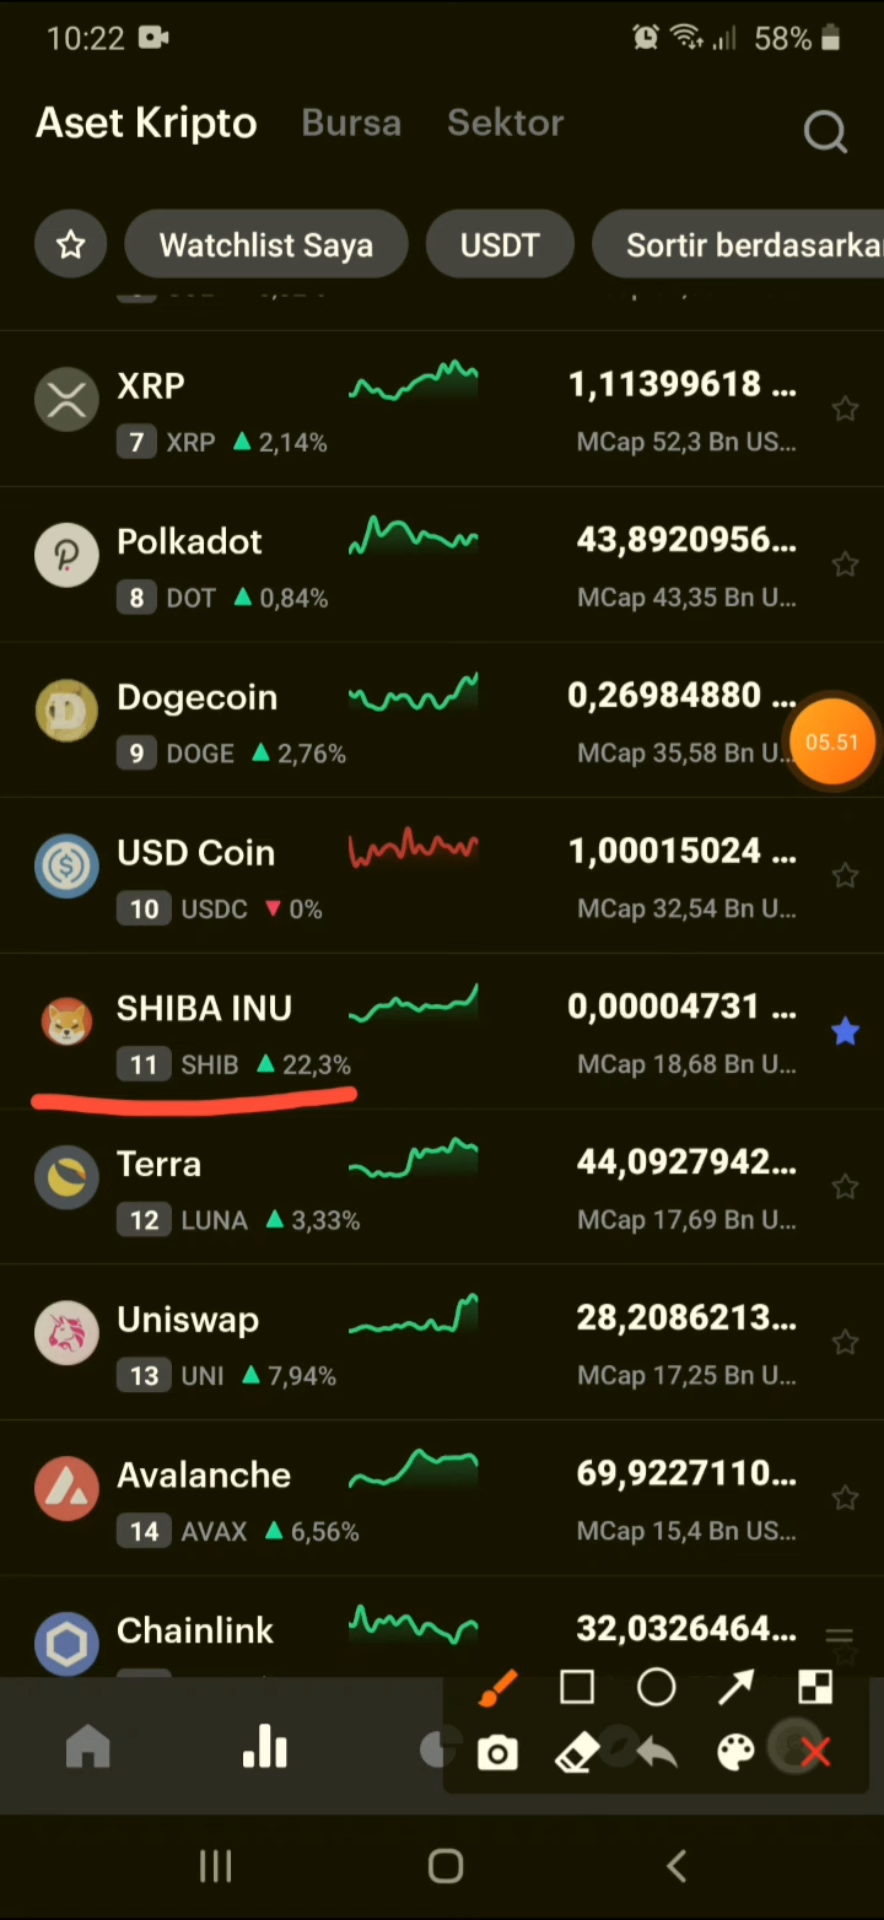 10:22 58%
Aset Kripto Bursa Sektor
Watchlist Saya USDT Sortir berdasarka
XRP 1,11399618 ...
7 XRP ▲ 2,14% MCap 52,3 Bn US...
Polkadot 43,8920956...
8 DOT ▲ 0,84% MCap 43,35 Bn U...
Dogecoin 0,26984880 ...
9 DOGE ▲ 2,76% MCap 35,58 Bn U...
05.51
USD Coin 1,00015024 ...
10 USDC ▼ 0% MCap 32,54 Bn U...
SHIBA INU 0,00004731 ...
11 SHIB ▲ 22,3% MCap 18,68 Bn U...
Terra 44,0927942...
12 LUNA ▲ 3,33% MCap 17,69 Bn U...
Uniswap 28,2086213...
13 UNI ▲ 7,94% MCap 17,25 Bn U...
Avalanche 69,9227110...
14 AVAX ▲ 6,56% MCap 15,4 Bn US...
Chainlink 32,0326464...